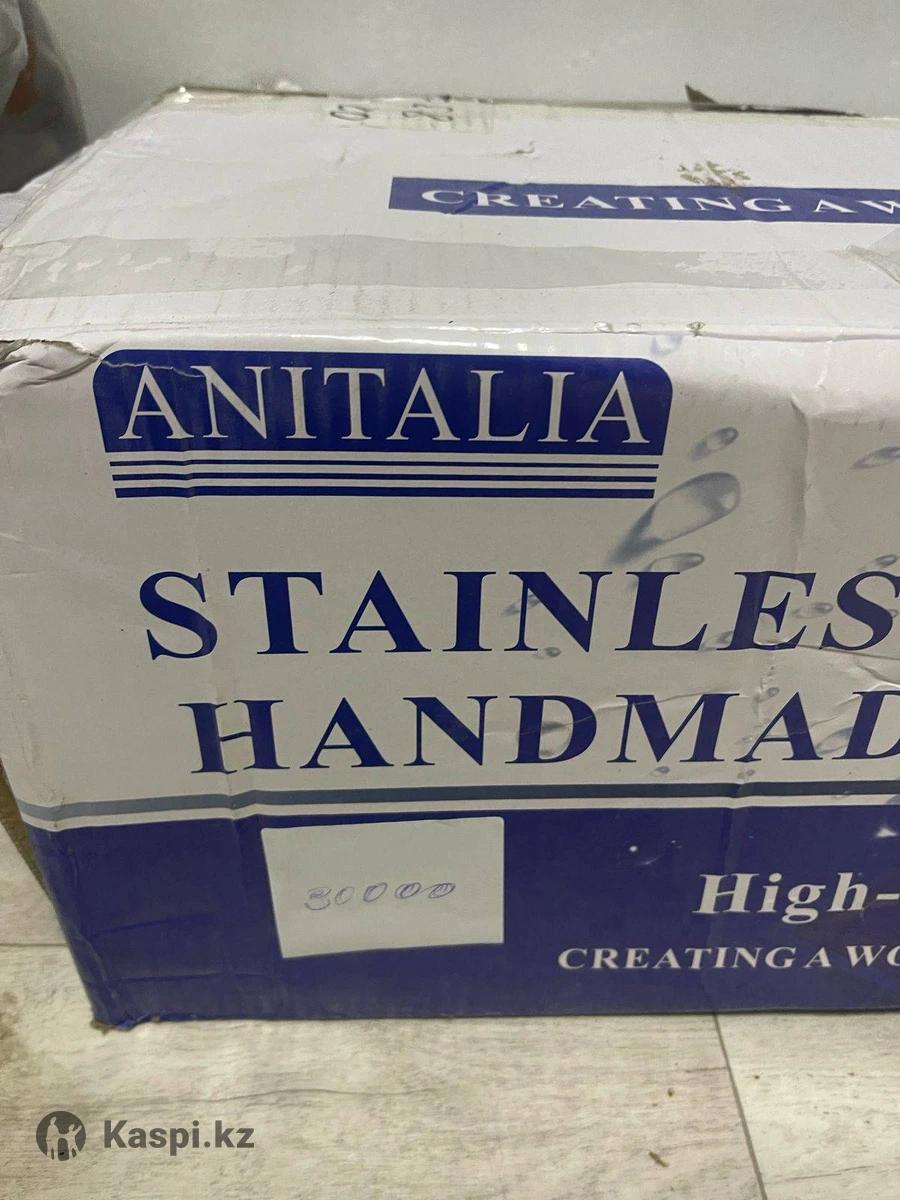 CREATING A W
ANITALIA
STAINLES
HANDMAD
30000
High-
CREATING A WO
Kaspi.kz